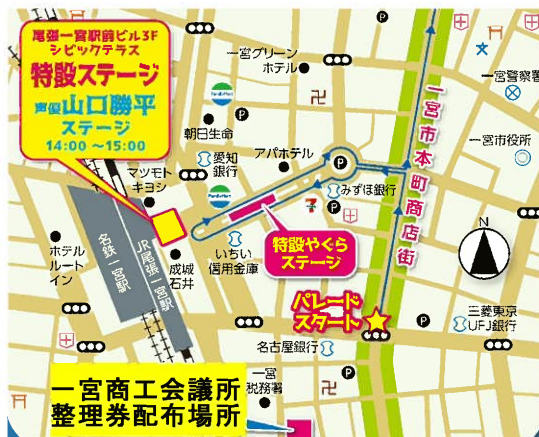 尾張一宮駅前ビル3F
シビックテラス
特設ステージ
声優山口勝平
ステージ
14:00 ～15:00
一宮グリーン
ホテル
FamilyMart
朝日生命
愛知
銀行
アパホテル
マツモト
キヨシ
FamilyMart
みずほ銀行
特設やぐら
ステージ
いちい
信用金庫
成城
石井
ホテル
ルート
イン
名鉄一宮駅
JR尾張一宮駅
一宮市本町商店街
一宮警察署
一宮市役所
N
パレード
スタート
三菱東京
UFJ銀行
名古屋銀行
一宮
税務署
一宮商工会議所
整理券配布場所
P
P
P
P
P
P
7